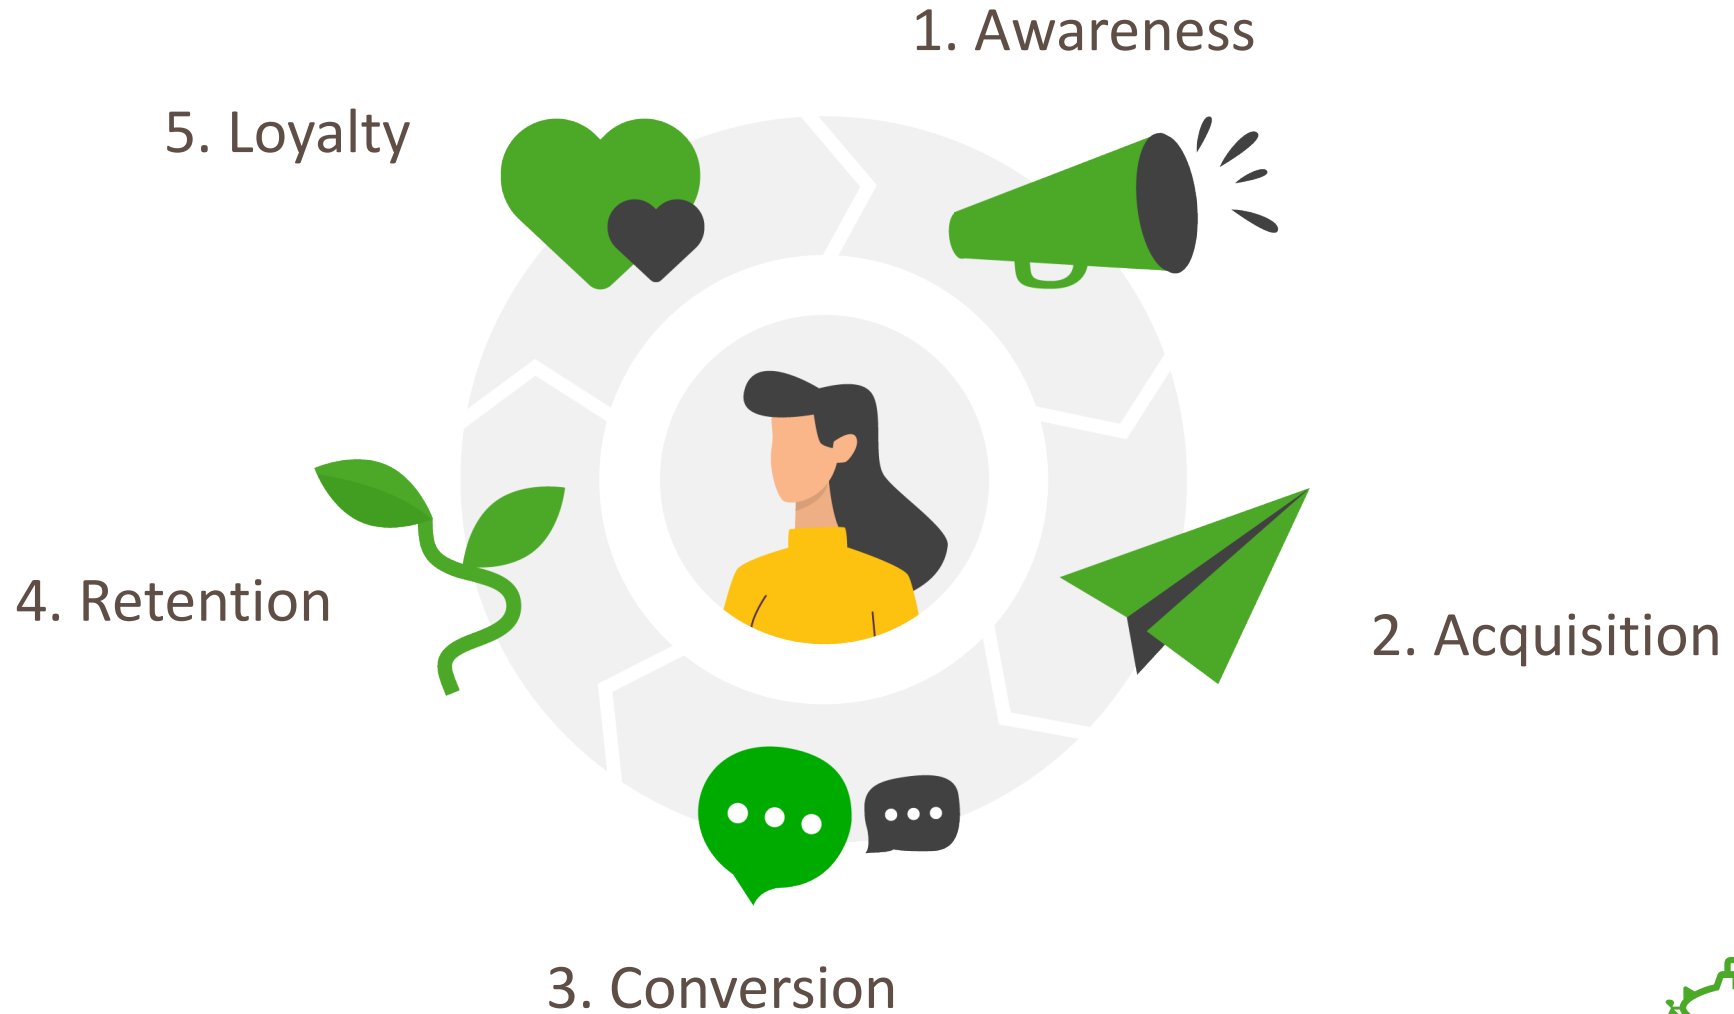 1. Awareness
2. Acquisition
3. Conversion
4. Retention
5. Loyalty